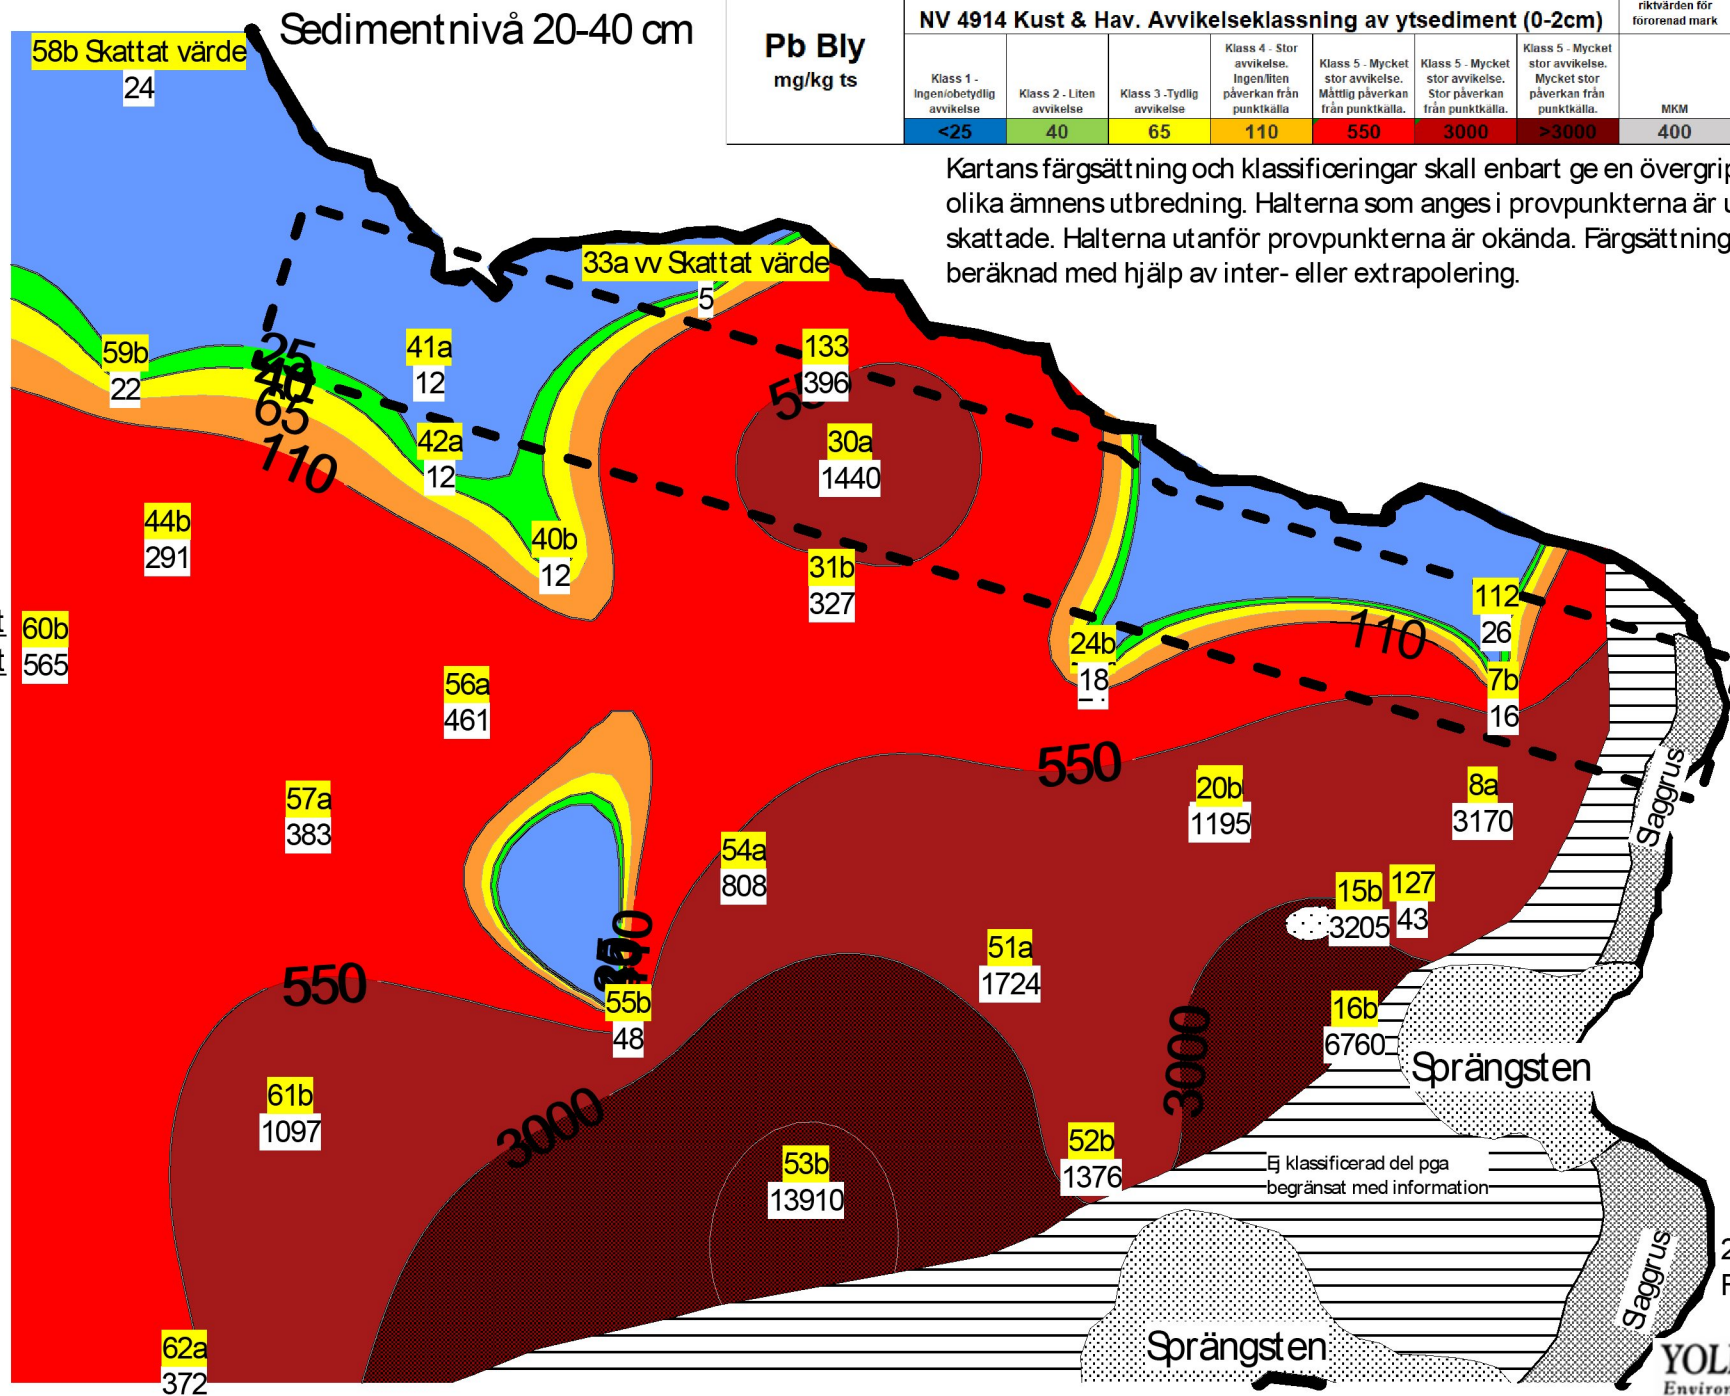 Sedimentnivå 20-40 cm
Pb Bly
mg/kg ts
NV 4914 Kust & Hav. Avvikelseklassning av ytsediment (0-2cm)
riktvärden för
förorenad mark
Klass 1 -
Ingen/obetydlig
avvikelse
Klass 2 - Liten
avvikelse
Klass 3 -Tydlig
avvikelse
Klass 4 - Stor
avvikelse.
Ingen/liten
påverkan från
punktkälla
Klass 5 - Mycket
stor avvikelse.
Måttlig påverkan
från punktkälla.
Klass 5 - Mycket
stor avvikelse.
Stor påverkan
från punktkälla.
Klass 5 - Mycket
stor avvikelse.
Mycket stor
påverkan från
punktkälla.
MKM
<25 40 65 110 550 3000 >3000 400
Kartans färgsättning och klassificeringar skall enbart ge en övergrip
olika ämnens utbredning. Halterna som anges i provpunkterna är u
skattade. Halterna utanför provpunkterna är okända. Färgsättning
beräknad med hjälp av inter- eller extrapolering.
58b Skattat värde
24
33a vv Skattat värde
5
59b
22
41a
12
133
396
25
40
65
110
42a
12
30a
1440
550
44b
291
40b
12
31b
327
60b
565
24b
18
110
112
26
7b
16
56a
461
550
57a
383
20b
1195
8a
3170
Slaggrus
54a
808
15b
3205
127
43
51a
1724
550
55b
48
16b
6760
3000
Sprängsten
61b
1097
3000
53b
13910
52b
1376
Ej klassificerad del pga
begränsat med information
Slaggrus
Sprängsten
62a
372